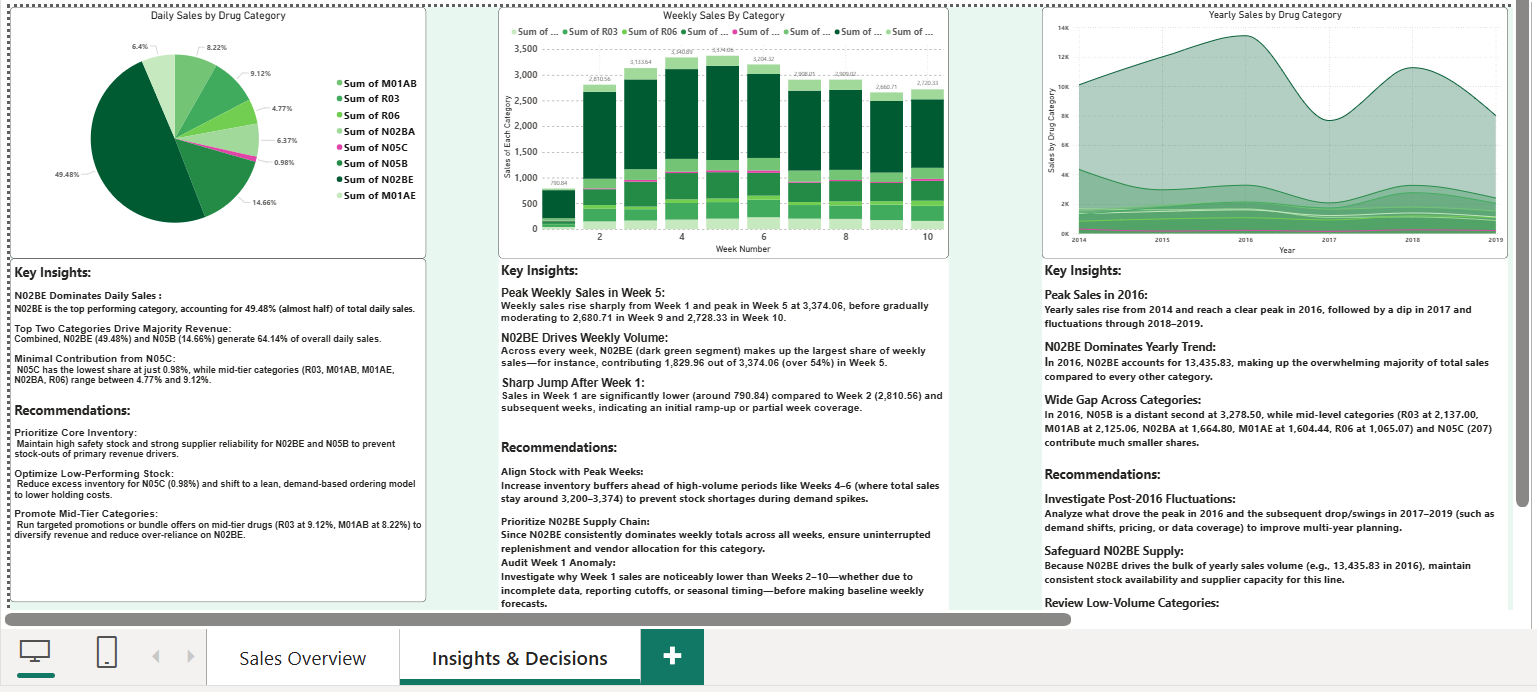 Daily Sales by Drug Category
6.4%
8.22%
9.12%
4.77%
6.37%
0.98%
14.66%
49.48%
Sum of M01AB
Sum of R03
Sum of R06
Sum of N02BA
Sum of N05C
Sum of N05B
Sum of N02BE
Sum of M01AE
Key Insights:
N02BE Dominates Daily Sales :
N02BE is the top performing category, accounting for 49.48% (almost half) of total daily sales.
Top Two Categories Drive Majority Revenue:
Combined, N02BE (49.48%) and N05B (14.66%) generate 64.14% of overall daily sales.
Minimal Contribution from N05C:
N05C has the lowest share at just 0.98%, while mid-tier categories (R03, M01AB, M01AE,
N02BA, R06) range between 4.77% and 9.12%.
Recommendations:
Prioritize Core Inventory:
Maintain high safety stock and strong supplier reliability for N02BE and N05B to prevent
stock-outs of primary revenue drivers.
Optimize Low-Performing Stock:
Reduce excess inventory for N05C (0.98%) and shift to a lean, demand-based ordering model
to lower holding costs.
Promote Mid-Tier Categories:
Run targeted promotions or bundle offers on mid-tier drugs (R03 at 9.12%, M01AB at 8.22%) to
diversify revenue and reduce over-reliance on N02BE.
Weekly Sales By Category
Sum of ... Sum of R03 Sum of R06 Sum of ... Sum of ... Sum of ... Sum of ... Sum of ...
Sales of Each Category
3,500
3,000
2,500
2,000
1,500
1,000
500
0
790.84
2,810.56
3,133.64
3,374.06
3,204.32
2,660.71
2,720.33
2 4 6 8 10
Week Number
Key Insights:
Peak Weekly Sales in Week 5:
Weekly sales rise sharply from Week 1 and peak in Week 5 at 3,374.06, before gradually
moderating to 2,680.71 in Week 9 and 2,728.33 in Week 10.
N02BE Drives Weekly Volume:
Across every week, N02BE (dark green segment) makes up the largest share of weekly
sales—for instance, contributing 1,829.96 out of 3,374.06 (over 54%) in Week 5.
Sharp Jump After Week 1:
Sales in Week 1 are significantly lower (around 790.84) compared to Week 2 (2,810.56) and
subsequent weeks, indicating an initial ramp-up or partial week coverage.
Recommendations:
Align Stock with Peak Weeks:
Increase inventory buffers ahead of high-volume periods like Weeks 4–6 (where total sales
stay around 3,200–3,374) to prevent stock shortages during demand spikes.
Prioritize N02BE Supply Chain:
Since N02BE consistently dominates weekly totals across all weeks, ensure uninterrupted
replenishment and vendor allocation for this category.
Audit Week 1 Anomaly:
Investigate why Week 1 sales are noticeably lower than Weeks 2–10—whether due to
incomplete data, reporting cutoffs, or seasonal timing—before making baseline weekly
forecasts.
Yearly Sales by Drug Category
Sales by Drug Category
14K
12K
10K
8K
6K
4K
2K
0K
2014 2015 2016 2017 2018 2019
Year
Key Insights:
Peak Sales in 2016:
Yearly sales rise from 2014 and reach a clear peak in 2016, followed by a dip in 2017 and
fluctuations through 2018–2019.
N02BE Dominates Yearly Trend:
In 2016, N02BE accounts for 13,435.83, making up the overwhelming majority of total sales
compared to every other category.
Wide Gap Across Categories:
In 2016, N05B is a distant second at 3,278.50, while mid-level categories (R03 at 2,137.00,
M01AB at 2,125.06, N02BA at 1,664.80, M01AE at 1,604.44, R06 at 1,065.07) and N05C (207)
contribute much smaller shares.
Recommendations:
Investigate Post-2016 Fluctuations:
Analyze what drove the peak in 2016 and the subsequent drop/swings in 2017–2019 (such as
demand shifts, pricing, or data coverage) to improve multi-year planning.
Safeguard N02BE Supply:
Because N02BE drives the bulk of yearly sales volume (e.g., 13,435.83 in 2016), maintain
consistent stock availability and supplier capacity for this line.
Review Low-Volume Categories:
Sales Overview
Insights & Decisions